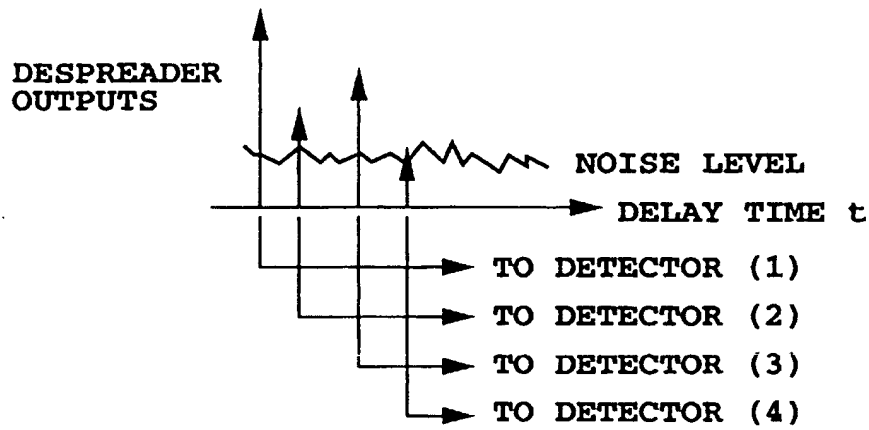 DESPREADER
OUTPUTS
NOISE LEVEL
DELAY TIME t
TO DETECTOR (1)
TO DETECTOR (2)
TO DETECTOR (3)
TO DETECTOR (4)